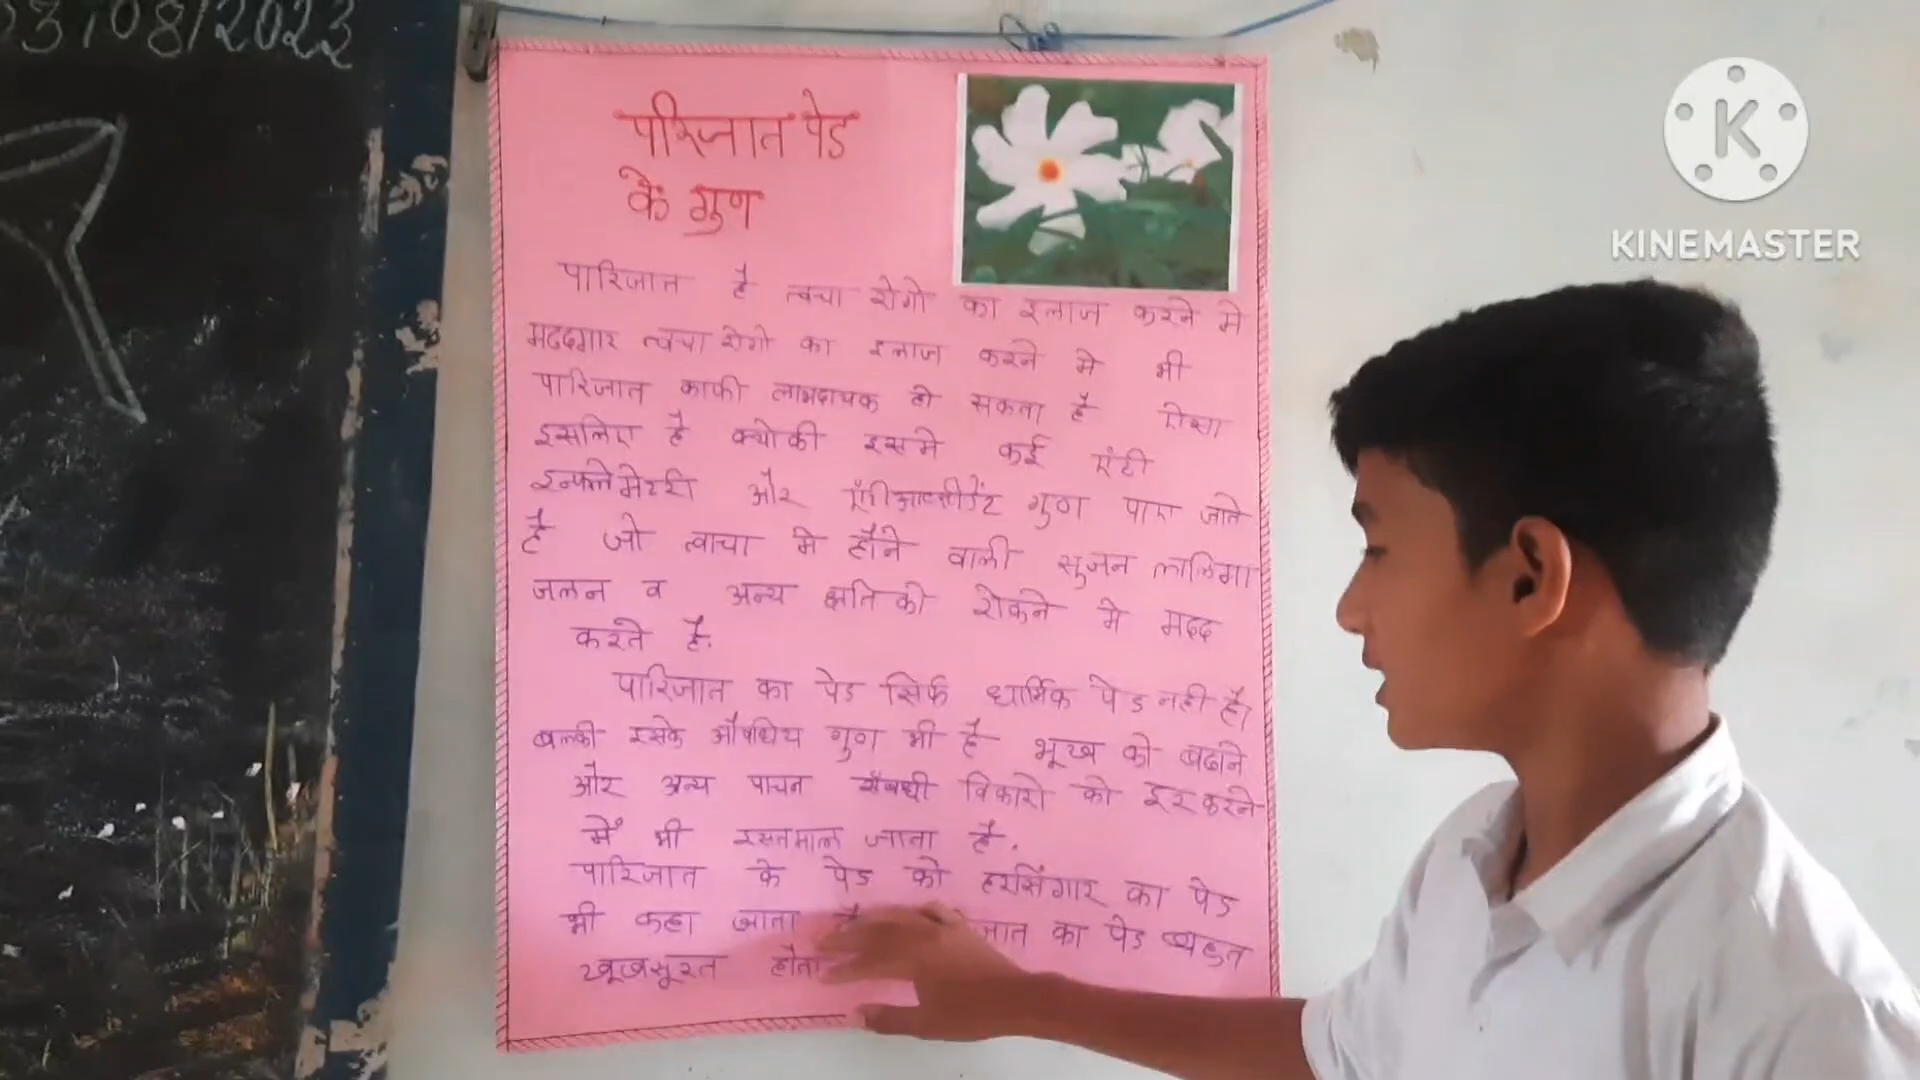 03/08/2023
KINEMASTER
पारिजात पेड
के गुण
पारिजात है त्वचा रोगो का इलाज करने मे
मददगार त्वचा रोगो का इलाज करने मे भी
पारिजात काफी लाभदायक हो सकता है ऐसा
इसलिए है क्योकी इसमे कई एंटी
इन्फ्लेमेटरी और गुण पाए जाते
है जो त्वाचा मे होने वाली सुजन लालिमा
जलन व अन्य क्षति को रोकने मे मदद
करते है.
पारिजात का पेड सिर्फ धार्मिक पेड नही है।
बल्की इसके औषधिय गुण भी है भूख को बढाने
और अन्य पाचन संबधी विकारो को दूर करने
में भी इस्तमाल जाता है.
पारिजात के पेड को हरसिंगार का पेड
भी कहा जाता है जात का पेड बहुत
खूबसूरत होता